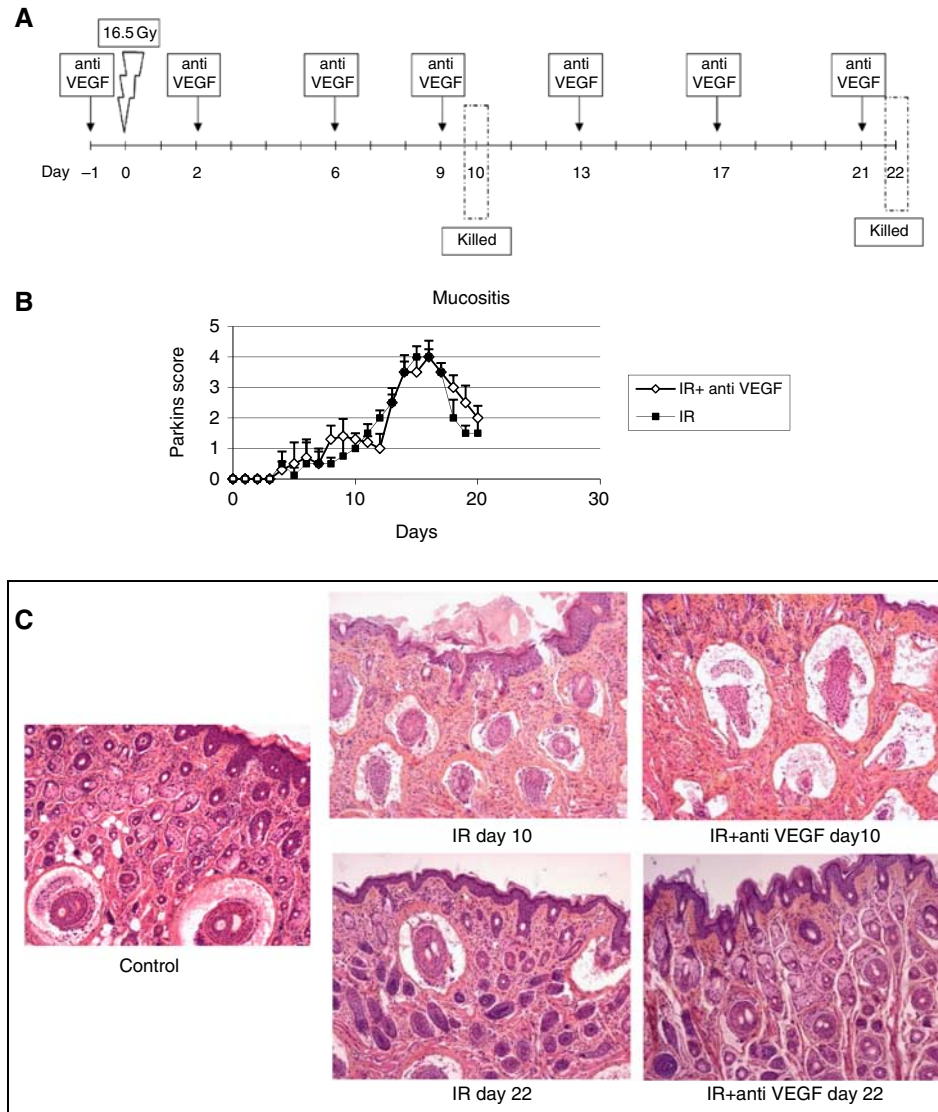 A
16.5 Gy
anti VEGF
anti VEGF
anti VEGF
anti VEGF
anti VEGF
anti VEGF
anti VEGF
Day –1 0 2 6 9 10 13 17 21 22
Killed
Killed
B
Mucositis
5
4
3
2
1
0
Parkins score
0 10 20 30
Days
IR+ anti VEGF
IR
C
Control
IR day 10
IR+anti VEGF day10
IR day 22
IR+anti VEGF day 22